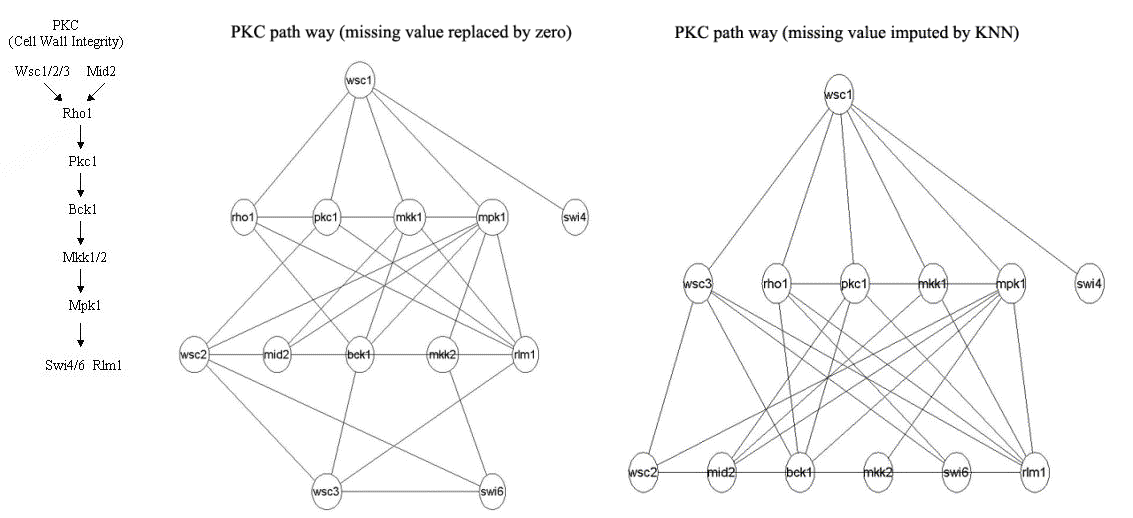 PKC
(Cell Wall Integrity)
Wsc1/2/3 Mid2
Rho1
Pkc1
Bck1
Mkk1/2
Mpk1
Swi4/6 Rlm1
PKC path way (missing value replaced by zero)
wsc1
rho1 pkc1 mkk1 mpk1 swi4
wsc2 mid2 bck1 mkk2 rlm1
wsc3 swi6
PKC path way (missing value imputed by KNN)
wsc1
wsc3 rho1 pkc1 mkk1 mpk1 swi4
wsc2 mid2 bck1 mkk2 swi6 rlm1